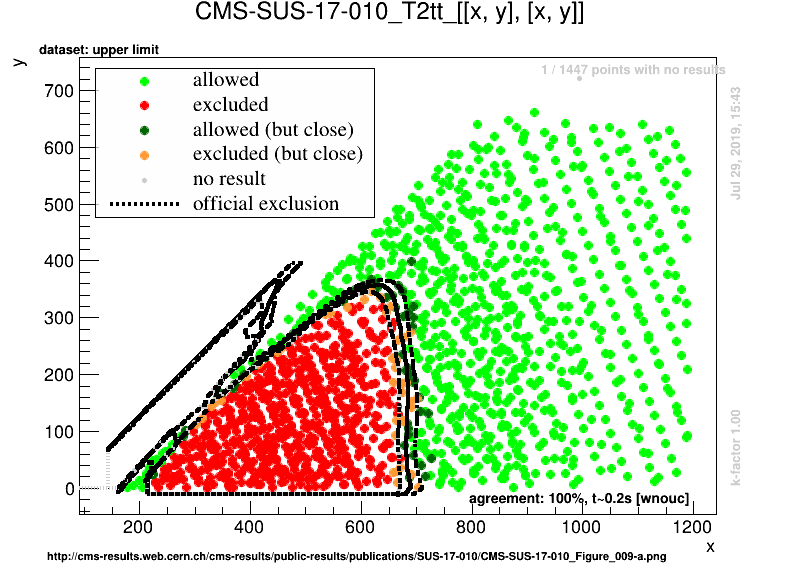 CMS-SUS-17-010_T2tt_[[x, y], [x, y]]
dataset: upper limit
y
1 / 1447 points with no results
allowed
excluded
allowed (but close)
excluded (but close)
no result
official exclusion
700
600
500
400
300
200
100
0
Jul 29, 2019, 15:43
k-factor 1.00
agreement: 100%, t~0.2s [wnouc]
200
400
600
800
1000
1200
x
http://cms-results.web.cern.ch/cms-results/public-results/publications/SUS-17-010/CMS-SUS-17-010_Figure_009-a.png